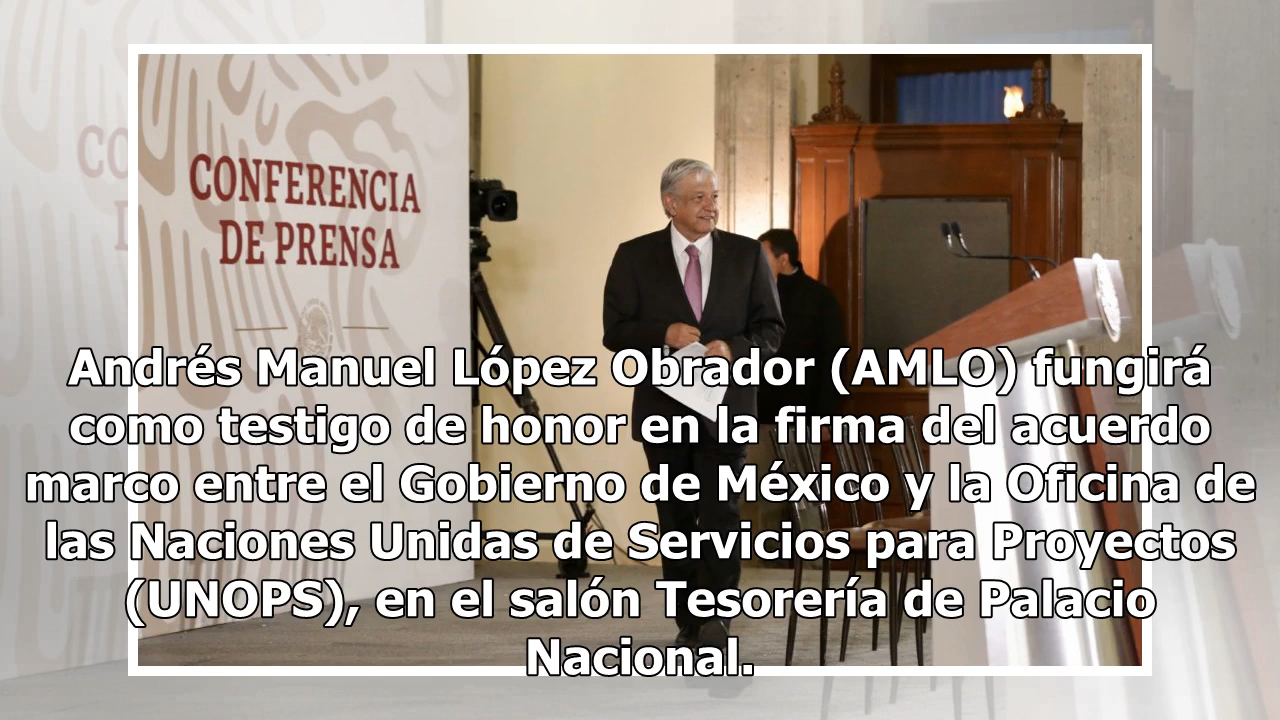 CONFERENCIA
DE PRENSA
Andrés Manuel López Obrador (AMLO) fungirá
como testigo de honor en la firma del acuerdo
marco entre el Gobierno de México y la Oficina de
las Naciones Unidas de Servicios para Proyectos
(UNOPS), en el salón Tesorería de Palacio
Nacional.